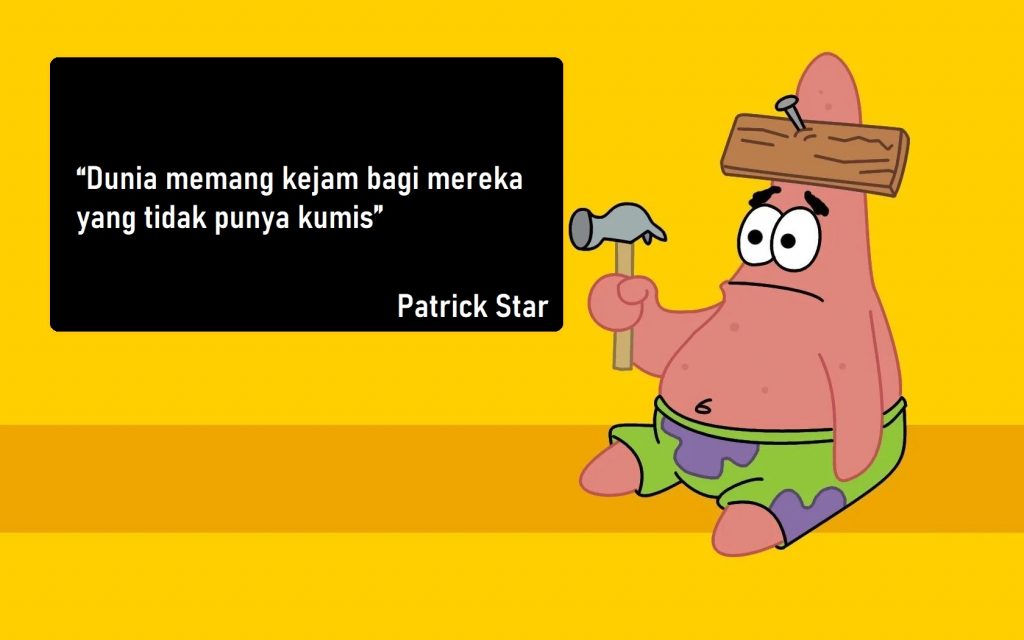 “Dunia memang kejam bagi mereka
yang tidak punya kumis”
Patrick Star